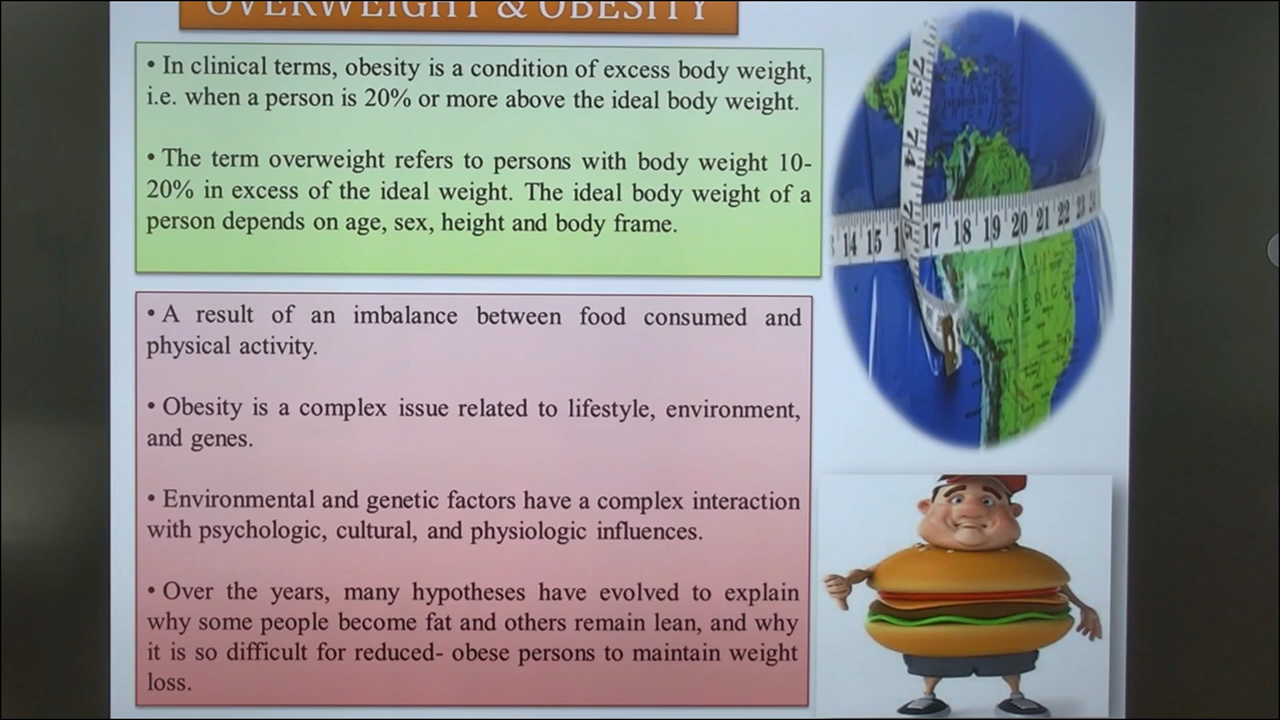 OVERWEIGHT & OBESITY
• In clinical terms, obesity is a condition of excess body weight,
i.e. when a person is 20% or more above the ideal body weight.
• The term overweight refers to persons with body weight 10-
20% in excess of the ideal weight. The ideal body weight of a
person depends on age, sex, height and body frame.
• A result of an imbalance between food consumed and
physical activity.
• Obesity is a complex issue related to lifestyle, environment,
and genes.
• Environmental and genetic factors have a complex interaction
with psychologic, cultural, and physiologic influences.
• Over the years, many hypotheses have evolved to explain
why some people become fat and others remain lean, and why
it is so difficult for reduced- obese persons to maintain weight
loss.
73
74
14 15 17 18 19 20 21 22 23